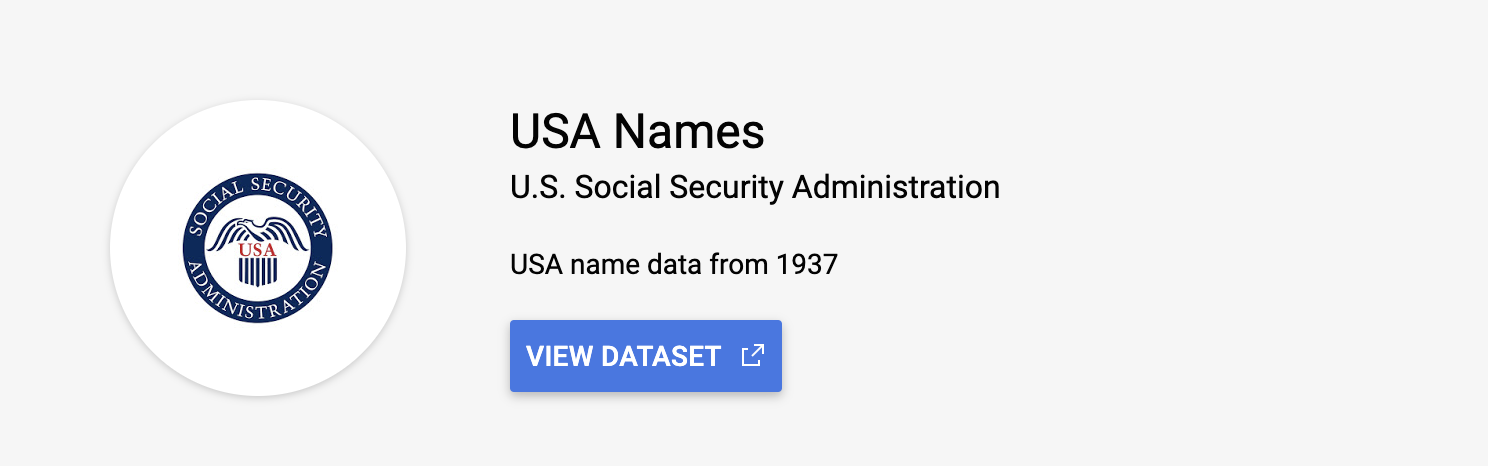 USA Names
U.S. Social Security Administration
USA name data from 1937
VIEW DATASET
SOCIAL SECURITY
USA
ADMINISTRATION